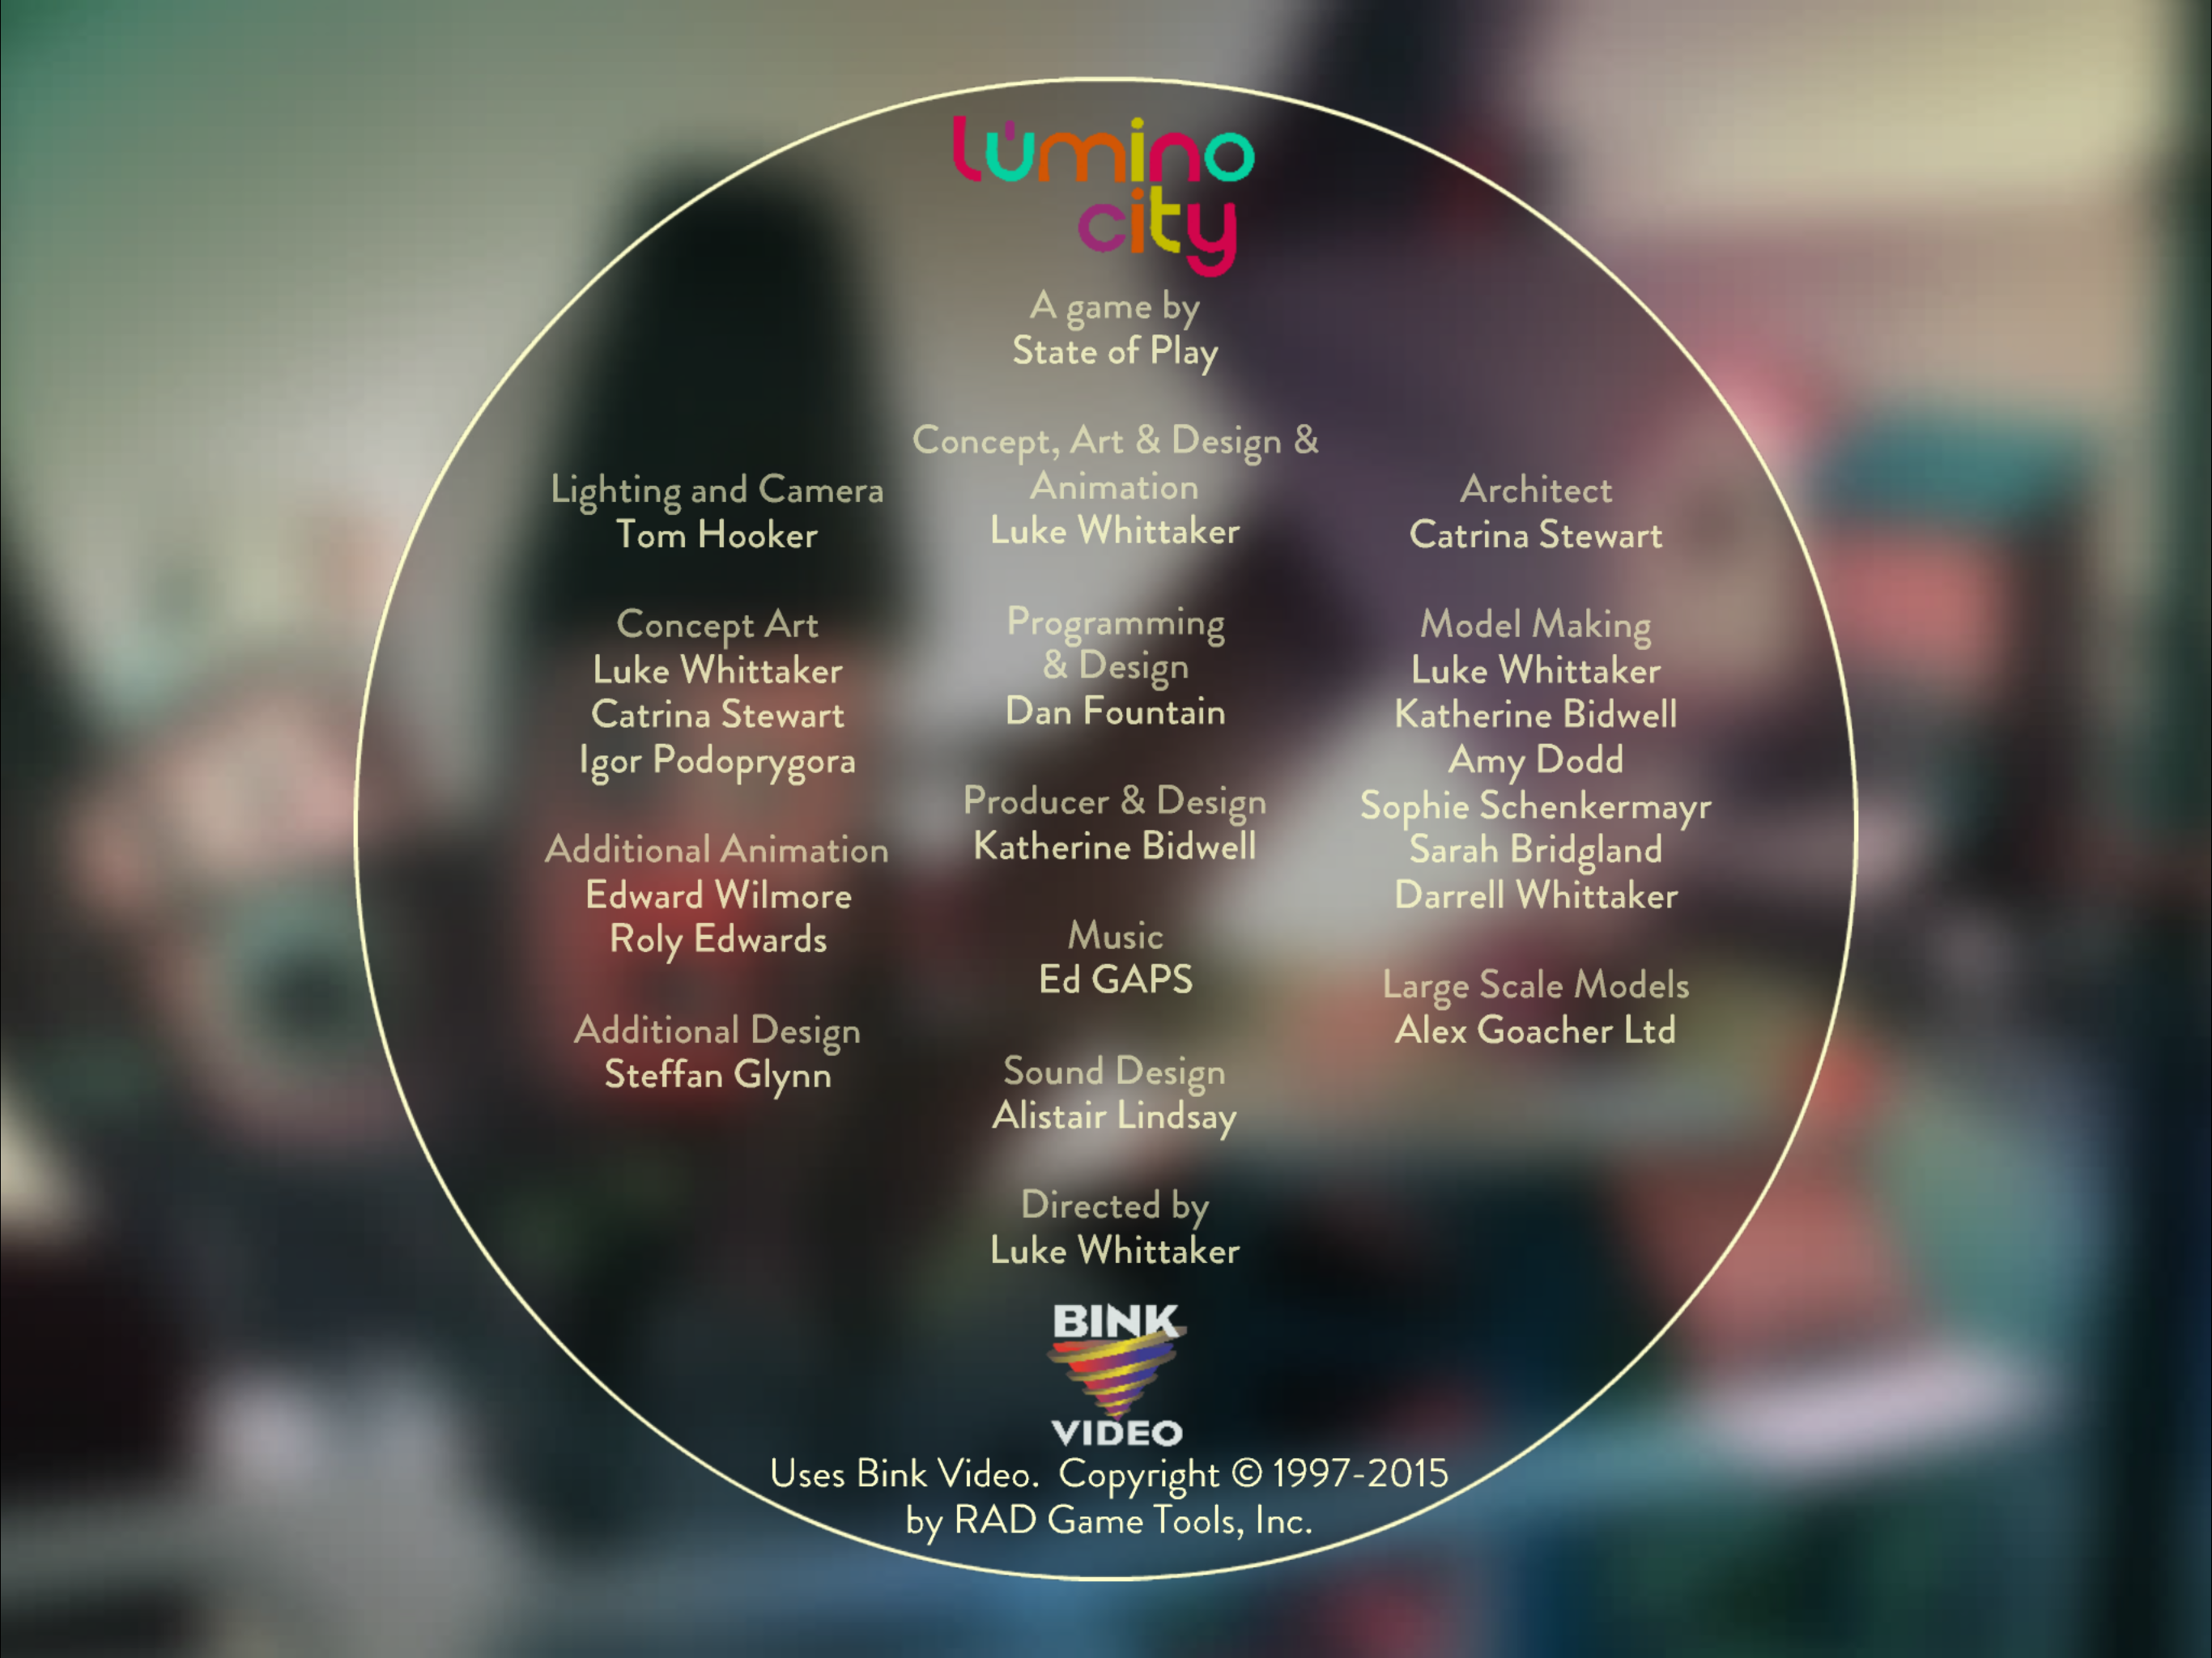 lumino
city
A game by
State of Play
Concept, Art & Design &
Animation
Luke Whittaker
Programming
& Design
Dan Fountain
Producer & Design
Katherine Bidwell
Music
Ed GAPS
Sound Design
Alistair Lindsay
Directed by
Luke Whittaker
Lighting and Camera
Tom Hooker
Concept Art
Luke Whittaker
Catrina Stewart
Igor Podoprygora
Additional Animation
Edward Wilmore
Roly Edwards
Additional Design
Steffan Glynn
Architect
Catrina Stewart
Model Making
Luke Whittaker
Katherine Bidwell
Amy Dodd
Sophie Schenkermayr
Sarah Bridgland
Darrell Whittaker
Large Scale Models
Alex Goacher Ltd
BINK
VIDEO
Uses Bink Video.  Copyright © 1997-2015
by RAD Game Tools, Inc.